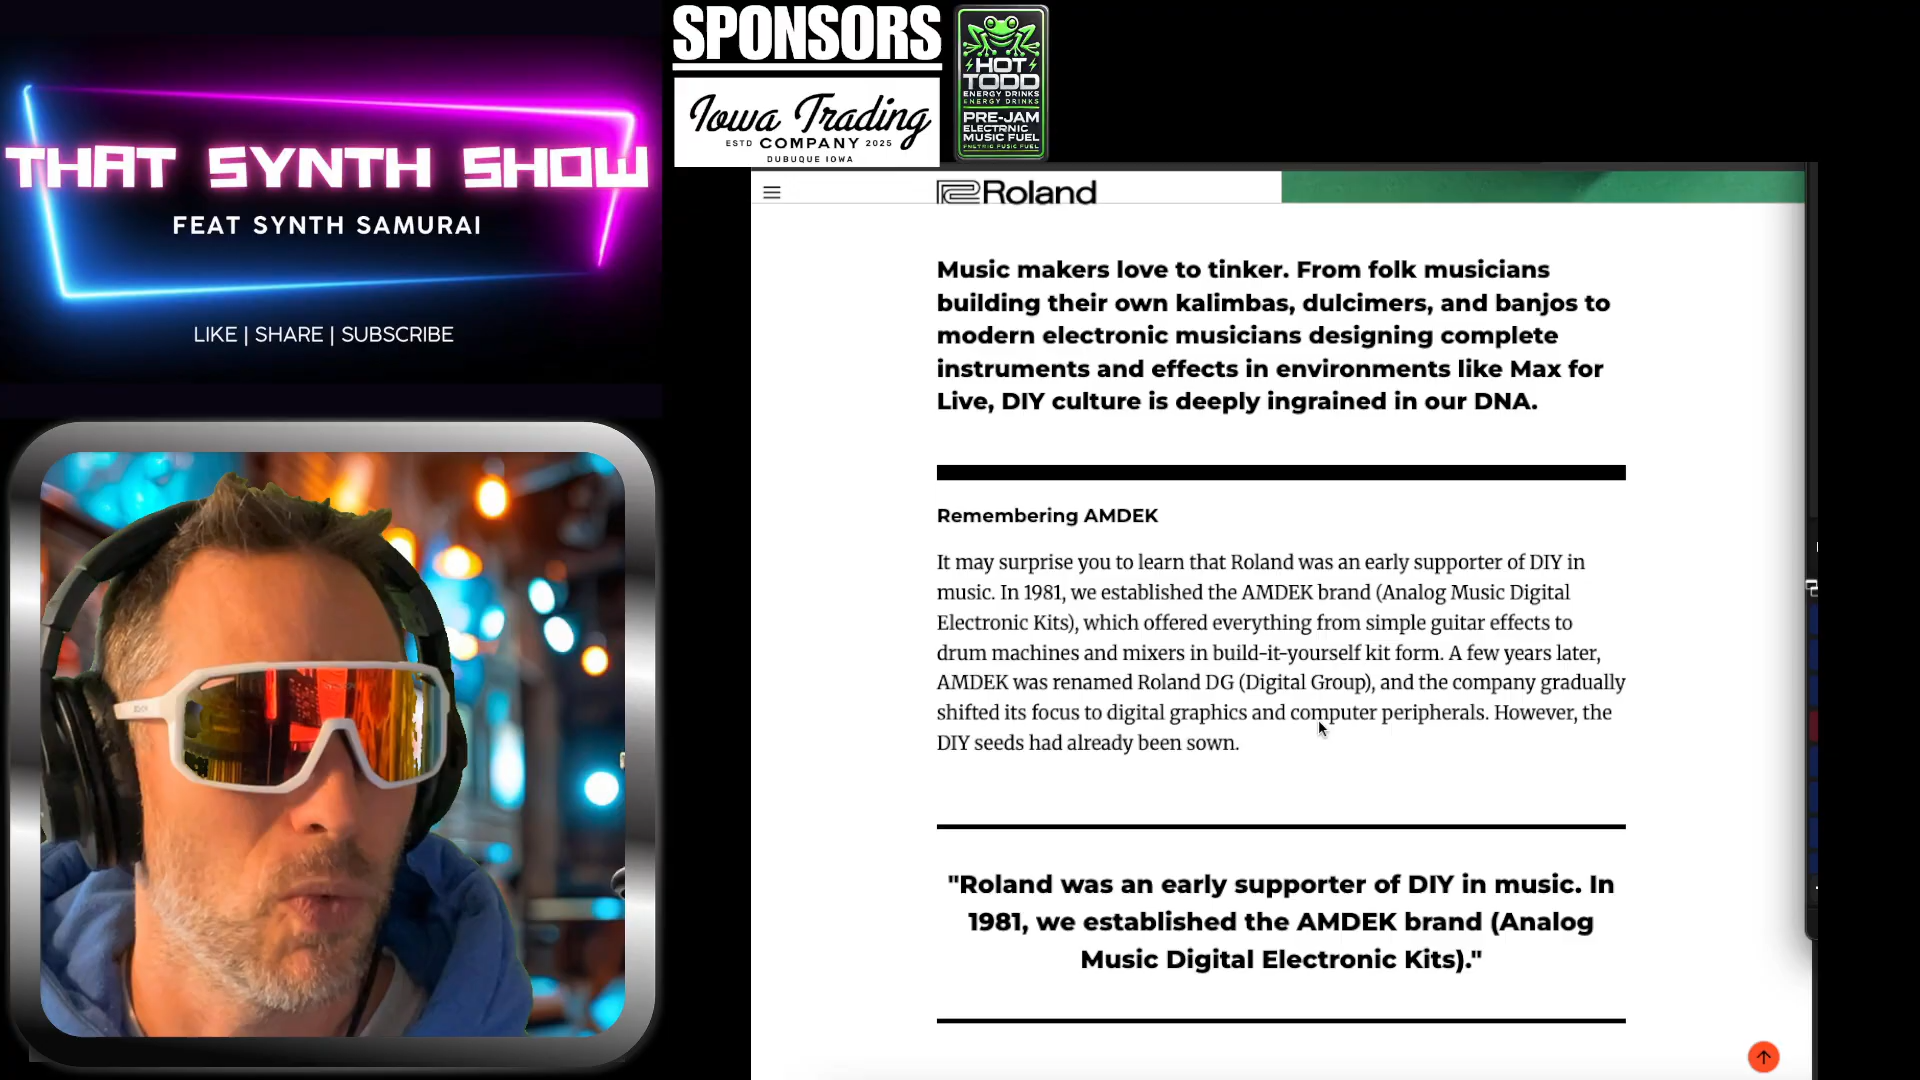 THAT SYNTH SHOW
FEAT SYNTH SAMURAI
LIKE | SHARE | SUBSCRIBE
SPONSORS
Iowa Trading
ESTD COMPANY 2025
DUBUQUE IOWA
HOT
TODD
ENERGY DRINKS
ENERGY DRINKS
PRE-JAM
ELECTRNIC
MUSIC FUEL
Roland
Music makers love to tinker. From folk musicians
building their own kalimbas, dulcimers, and banjos to
modern electronic musicians designing complete
instruments and effects in environments like Max for
Live, DIY culture is deeply ingrained in our DNA.
Remembering AMDEK
It may surprise you to learn that Roland was an early supporter of DIY in
music. In 1981, we established the AMDEK brand (Analog Music Digital
Electronic Kits), which offered everything from simple guitar effects to
drum machines and mixers in build-it-yourself kit form. A few years later,
AMDEK was renamed Roland DG (Digital Group), and the company gradually
shifted its focus to digital graphics and computer peripherals. However, the
DIY seeds had already been sown.
"Roland was an early supporter of DIY in music. In
1981, we established the AMDEK brand (Analog
Music Digital Electronic Kits)."